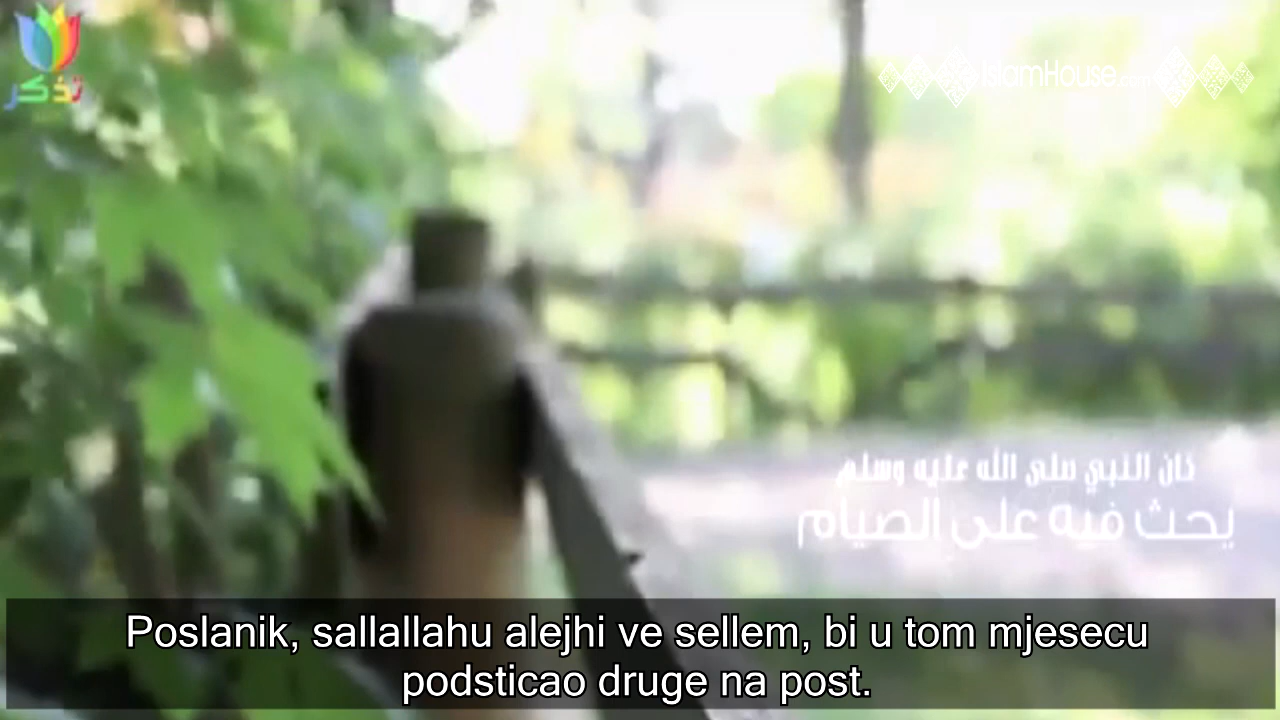 تذكر
IslamHouse.com
كان النبي صلى الله عليه وسلم
يحث فيه على الصيام
Poslanik, sallallahu alejhi ve sellem, bi u tom mjesecu
podsticao druge na post.